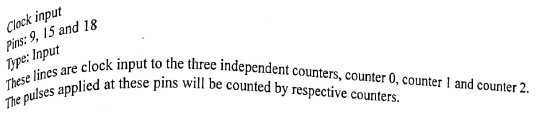 Clock input
Pins: 9, 15 and 18
Type: Input
These lines are clock input to the three independent counters, counter 0, counter 1 and counter 2.
The pulses applied at these pins will be counted by respective counters.